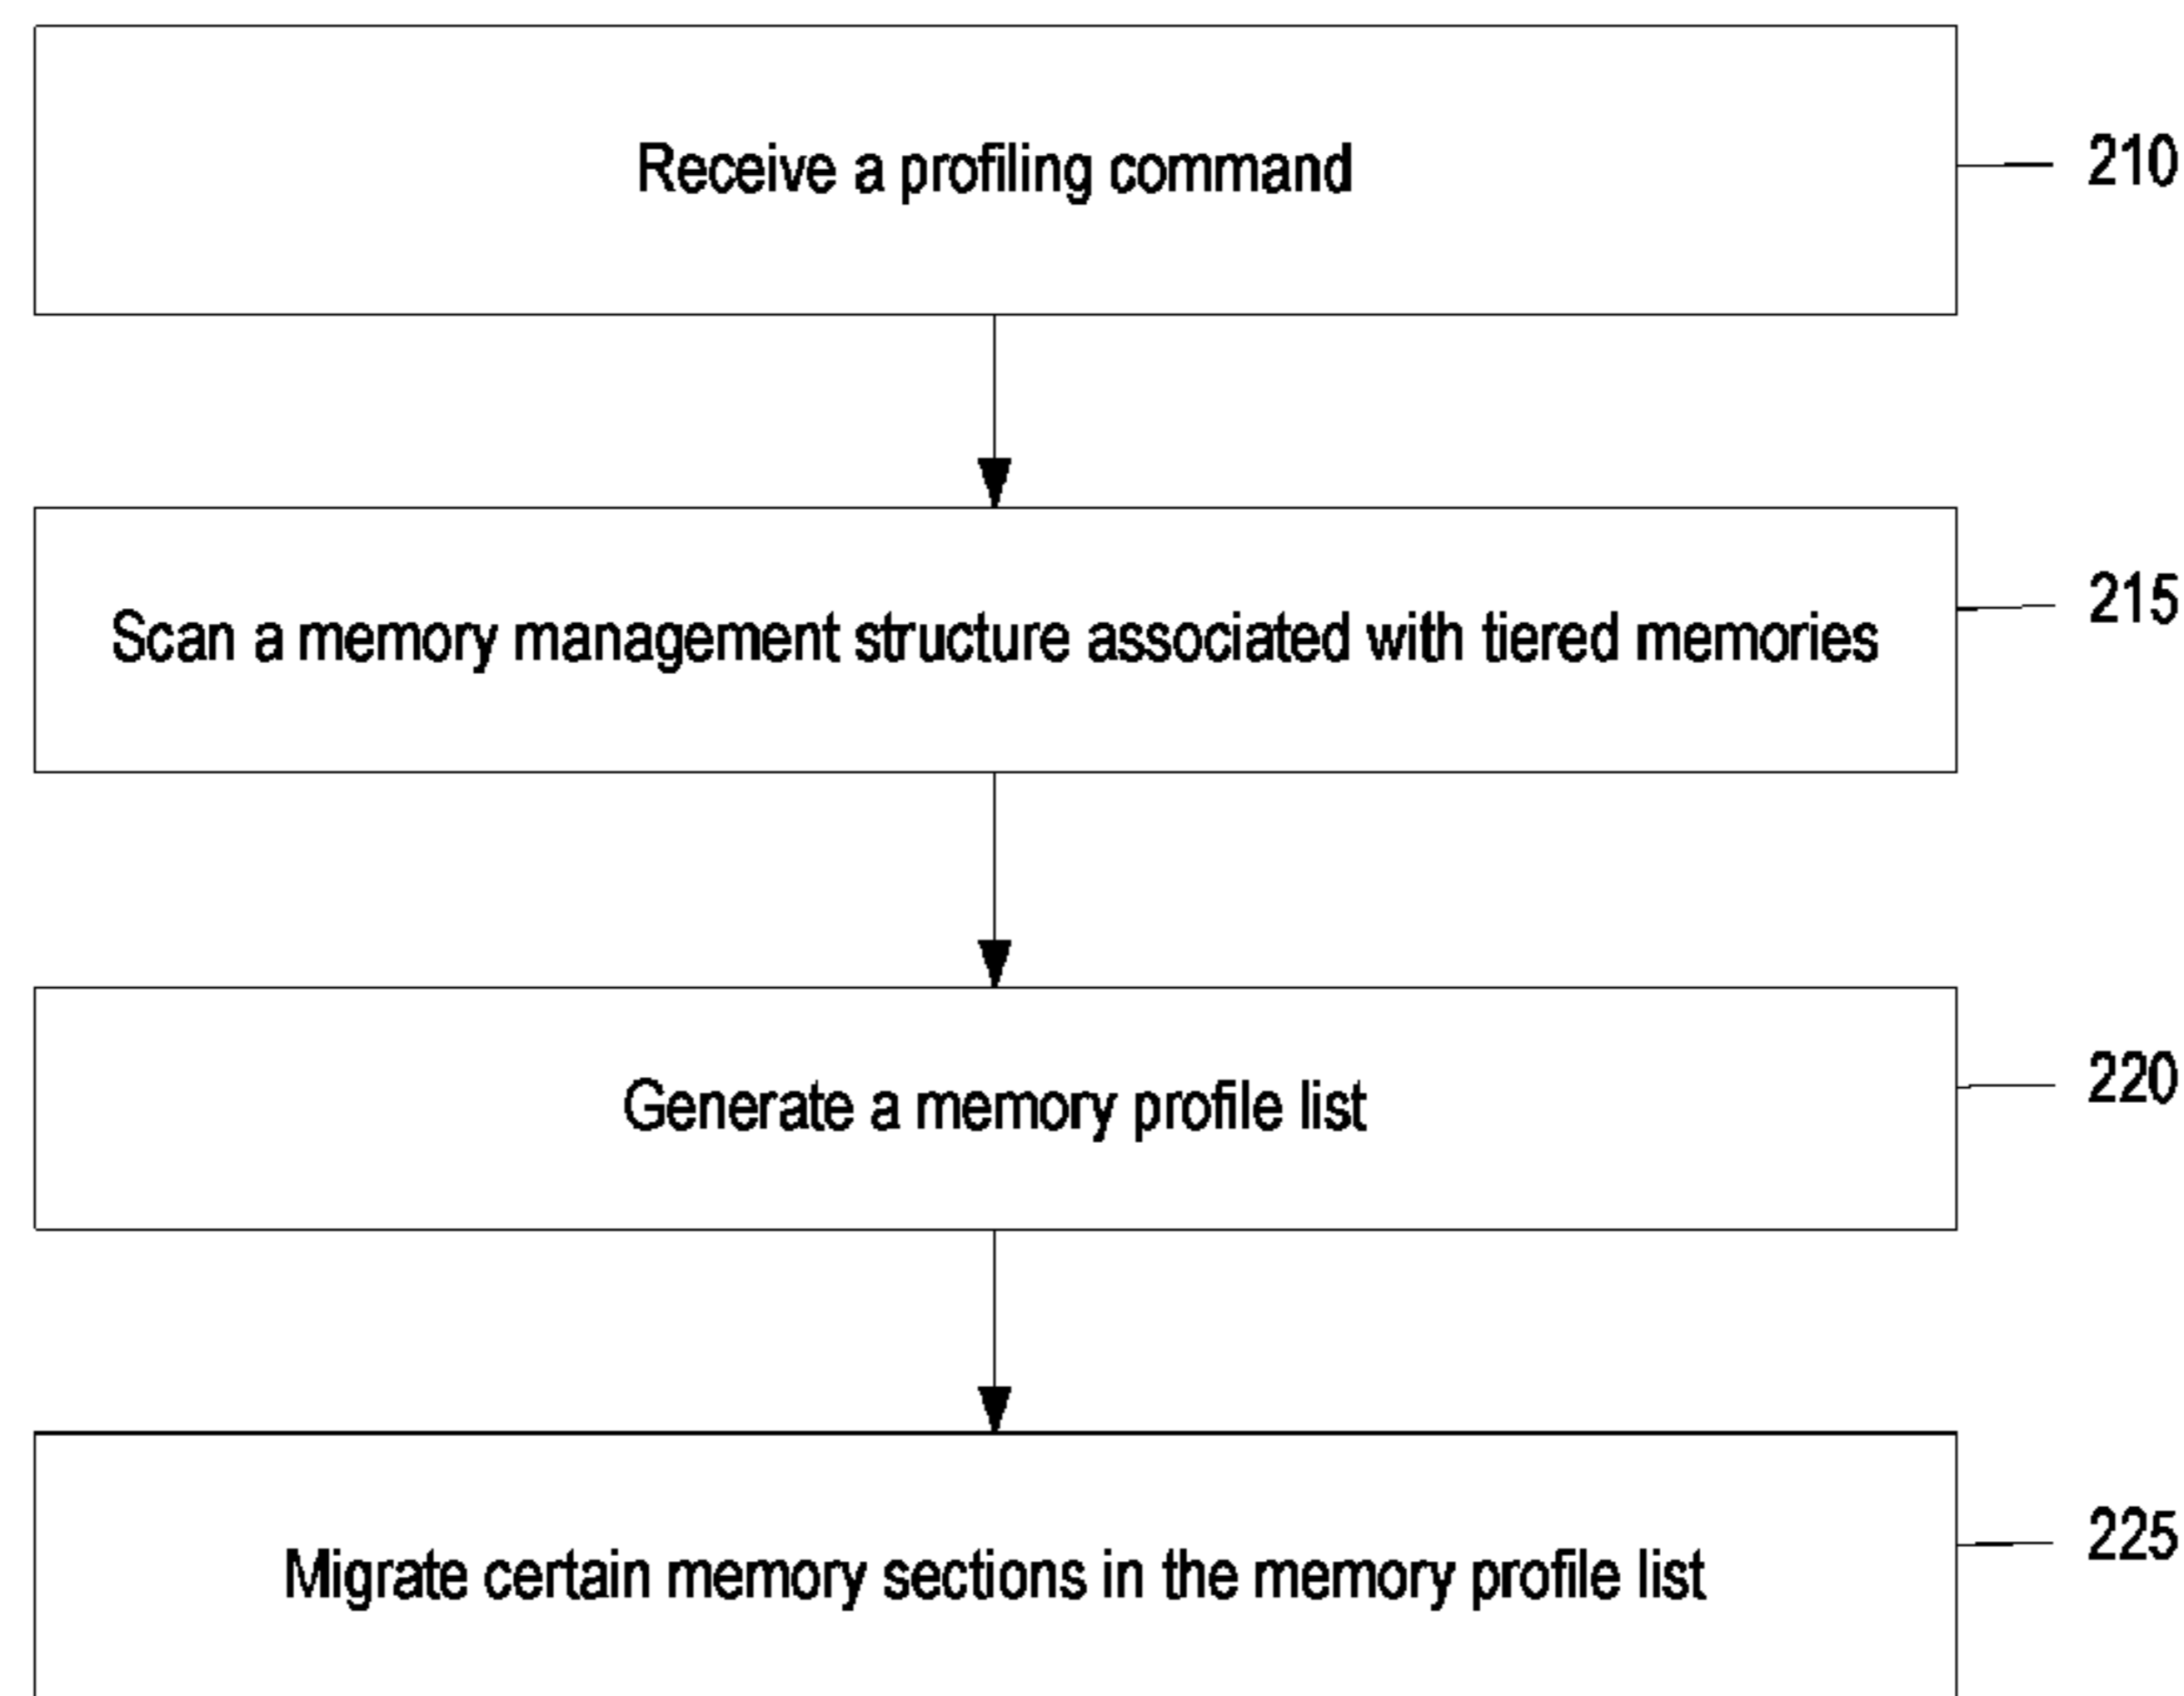 Receive a profiling command
210
Scan a memory management structure associated with tiered memories
215
Generate a memory profile list
220
Migrate certain memory sections in the memory profile list
225